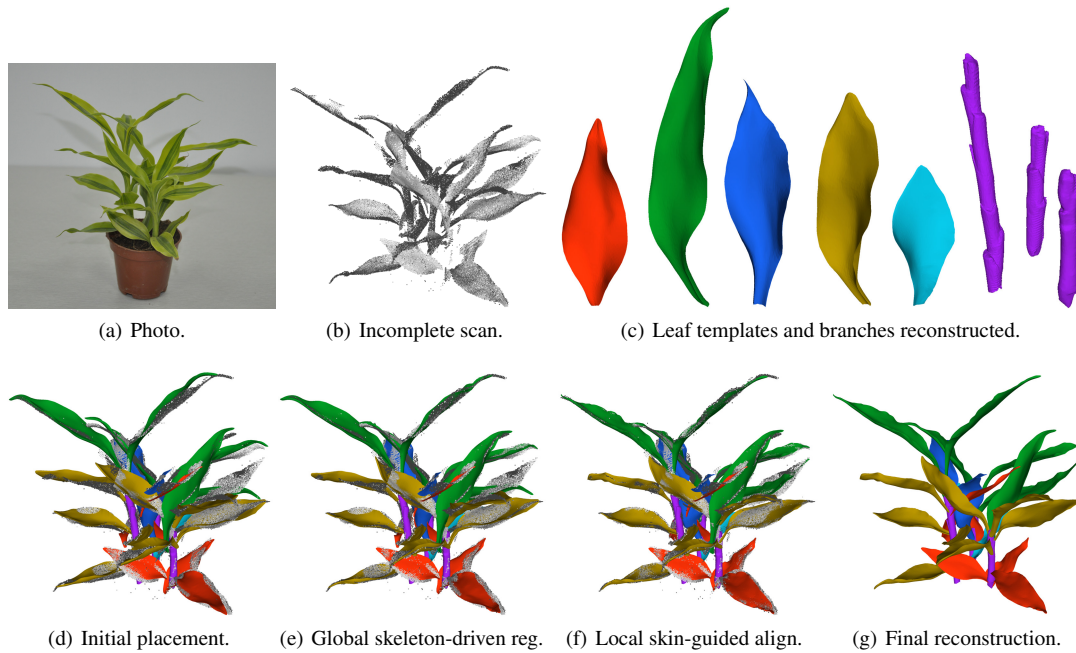 (a) Photo.
(b) Incomplete scan.
(c) Leaf templates and branches reconstructed.
(d) Initial placement.
(e) Global skeleton-driven reg.
(f) Local skin-guided align.
(g) Final reconstruction.